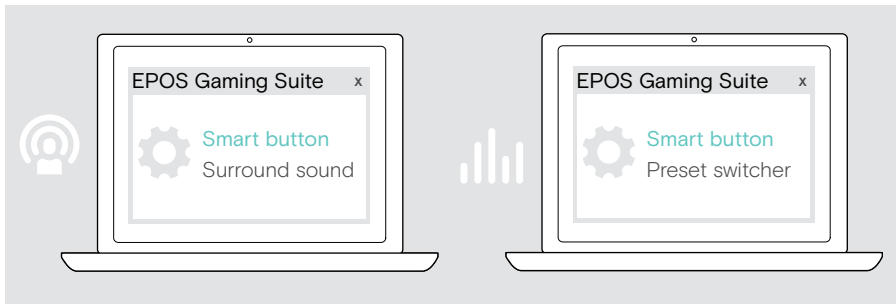 EPOS Gaming Suite x
Smart button
Surround sound
EPOS Gaming Suite x
Smart button
Preset switcher